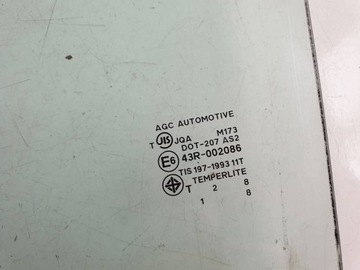 AGC AUTOMOTIVE
M173
T JIS JQA
DOT-207 AS2
E6 43R-002086
TIS 197-1993 11T
T TEMPERLITE
2 8
1 8